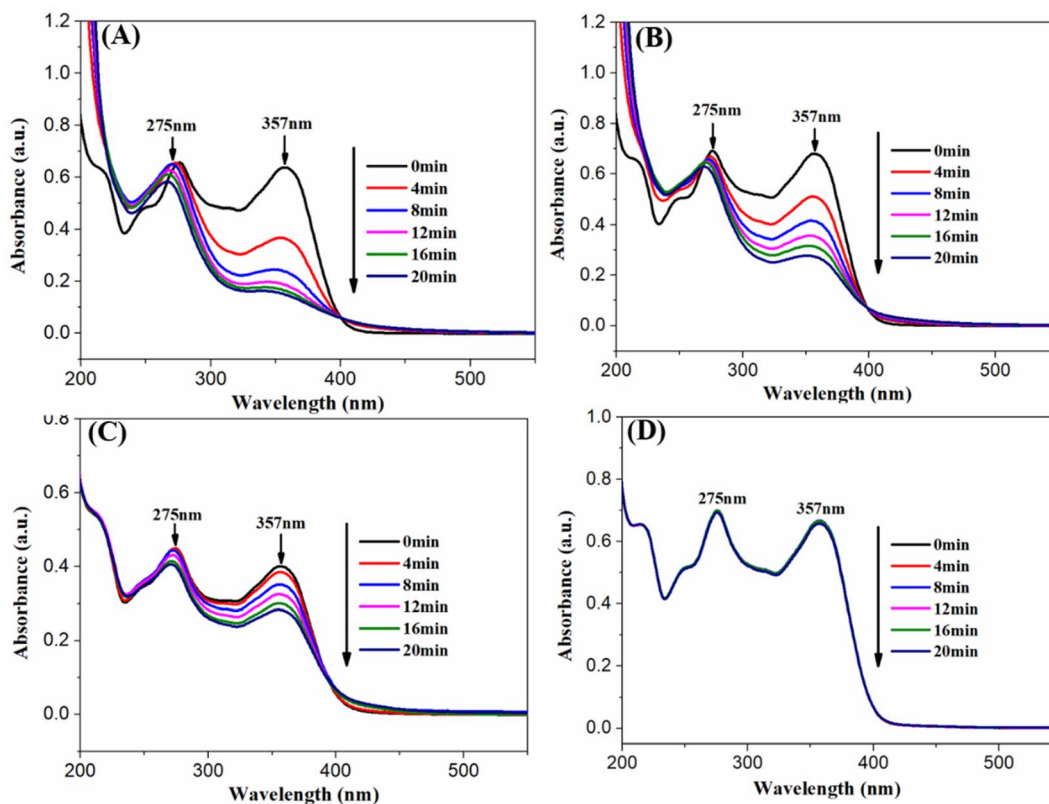 (A)
1.2
1.0
0.8
0.6
0.4
0.2
0.0
Absorbance (a.u.)
275nm
357nm
0min
4min
8min
12min
16min
20min
200
300
400
500
Wavelength (nm)
(B)
1.2
1.0
0.8
0.6
0.4
0.2
0.0
Absorbance (a.u.)
275nm
357nm
0min
4min
8min
12min
16min
20min
200
300
400
500
Wavelength (nm)
(C)
0.8
0.6
0.4
0.2
0.0
Absorbance (a.u.)
275nm
357nm
0min
4min
8min
12min
16min
20min
200
300
400
500
Wavelength (nm)
(D)
1.0
0.8
0.6
0.4
0.2
0.0
Absorbance (a.u.)
275nm
357nm
0min
4min
8min
12min
16min
20min
200
300
400
500
Wavelength (nm)